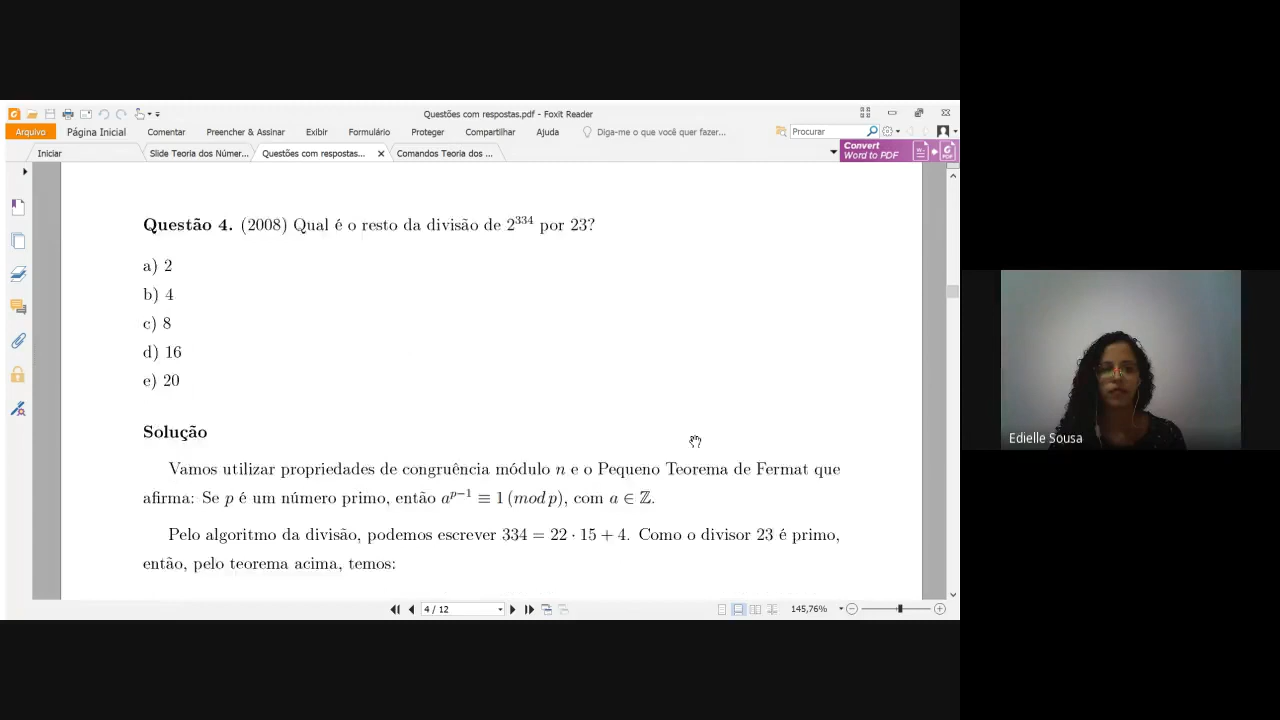 Questões com respostas.pdf - Foxit Reader
Arquivo Página Inicial Comentar Preencher & Assinar Exibir Formulário Proteger Compartilhar Ajuda Diga-me o que você quer fazer... Procurar
Iniciar Slide Teoria dos Númer... Questões com respostas... Comandos Teoria dos ... Convert
Word to PDF
Questão 4. (2008) Qual é o resto da divisão de 2^334 por 23?
a) 2
b) 4
c) 8
d) 16
e) 20
Solução
Vamos utilizar propriedades de congruência módulo n e o Pequeno Teorema de Fermat que
afirma: Se p é um número primo, então a^{p−1} ≡ 1 (mod p), com a ∈ ℤ.
Pelo algoritmo da divisão, podemos escrever 334 = 22 · 15 + 4. Como o divisor 23 é primo,
então, pelo teorema acima, temos:
4 / 12 145,76%
Edielle Sousa